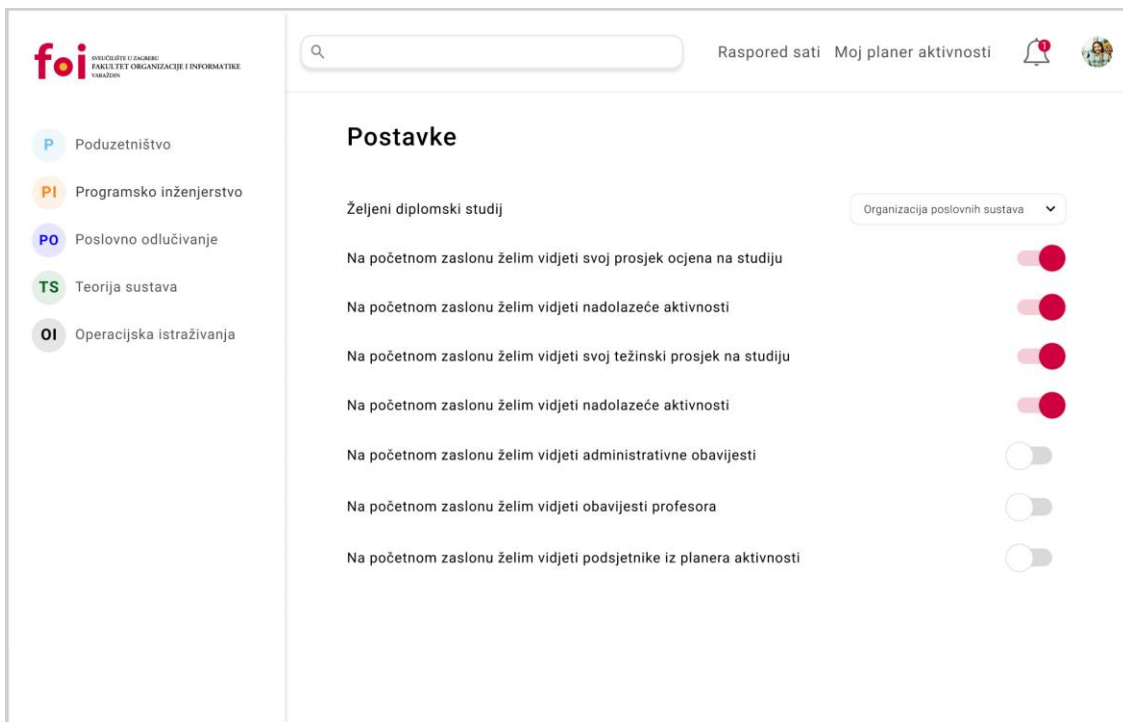 foi
SVEUČILIŠTE U ZAGREBU
FAKULTET ORGANIZACIJE I INFORMATIKE
VARAŽDIN
Raspored sati Moj planer aktivnosti
1
P Poduzetništvo
PI Programsko inženjerstvo
PO Poslovno odlučivanje
TS Teorija sustava
OI Operacijska istraživanja
Postavke
Željeni diplomski studij
Organizacija poslovnih sustava
Na početnom zaslonu želim vidjeti svoj prosjek ocjena na studiju
Na početnom zaslonu želim vidjeti nadolazeće aktivnosti
Na početnom zaslonu želim vidjeti svoj težinski prosjek na studiju
Na početnom zaslonu želim vidjeti nadolazeće aktivnosti
Na početnom zaslonu želim vidjeti administrativne obavijesti
Na početnom zaslonu želim vidjeti obavijesti profesora
Na početnom zaslonu želim vidjeti podsjetnike iz planera aktivnosti